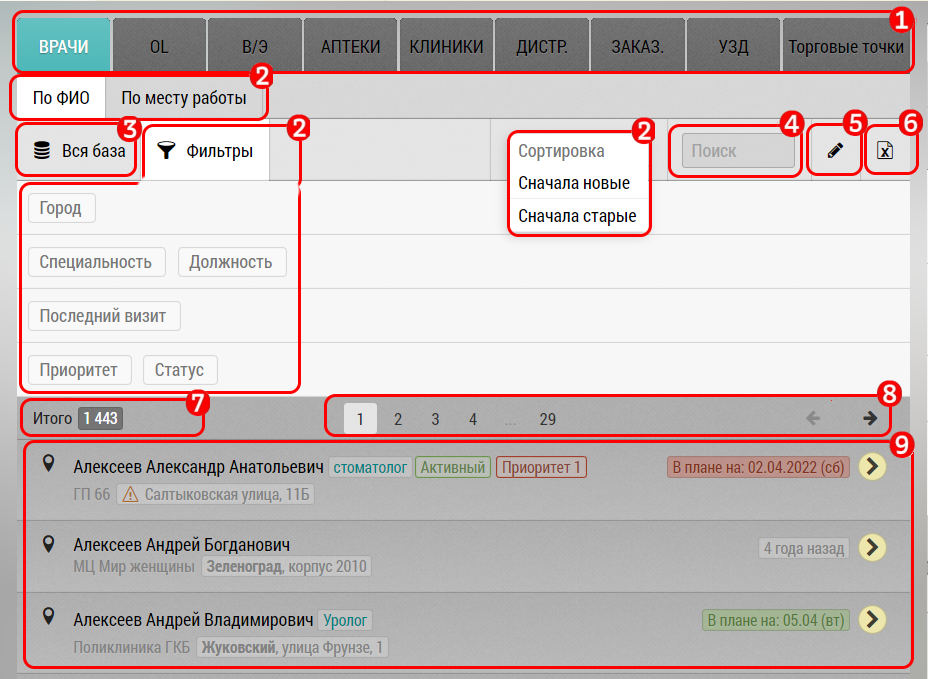 1
ВРАЧИ OL В/Э АПТЕКИ КЛИНИКИ ДИСТР. ЗАКАЗ. УЗД Торговые точки
2
По ФИО По месту работы
3 2 2 4 5 6
Вся база Фильтры Сортировка Поиск
Сначала новые
Сначала старые
Город
Специальность Должность
Последний визит
Приоритет Статус
7 8
Итого 1 443 1 2 3 4 ... 29
9
Алексеев Александр Анатольевич стоматолог Активный Приоритет 1 В плане на: 02.04.2022 (сб)
ГП 66 Салтыковская улица, 11Б
Алексеев Андрей Богданович 4 года назад
МЦ Мир женщины Зеленоград, корпус 2010
Алексеев Андрей Владимирович Уролог В плане на: 05.04 (вт)
Поликлиника ГКБ Жуковский, улица Фрунзе, 1